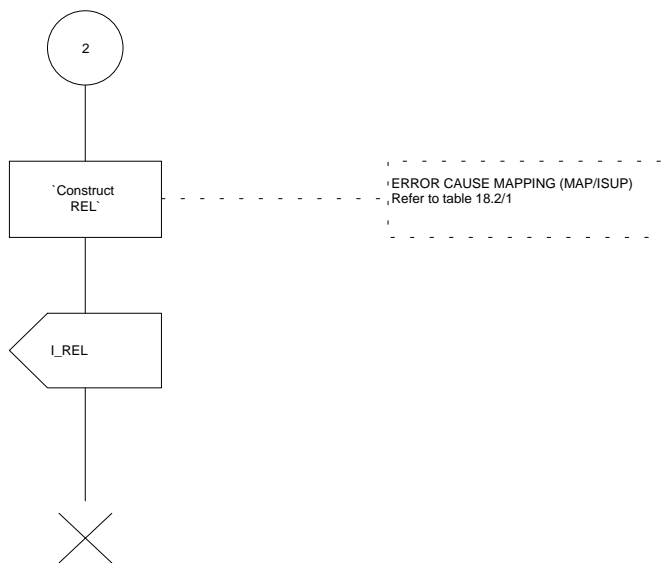 2
`Construct
REL`
ERROR CAUSE MAPPING (MAP/ISUP)
Refer to table 18.2/1
I_REL